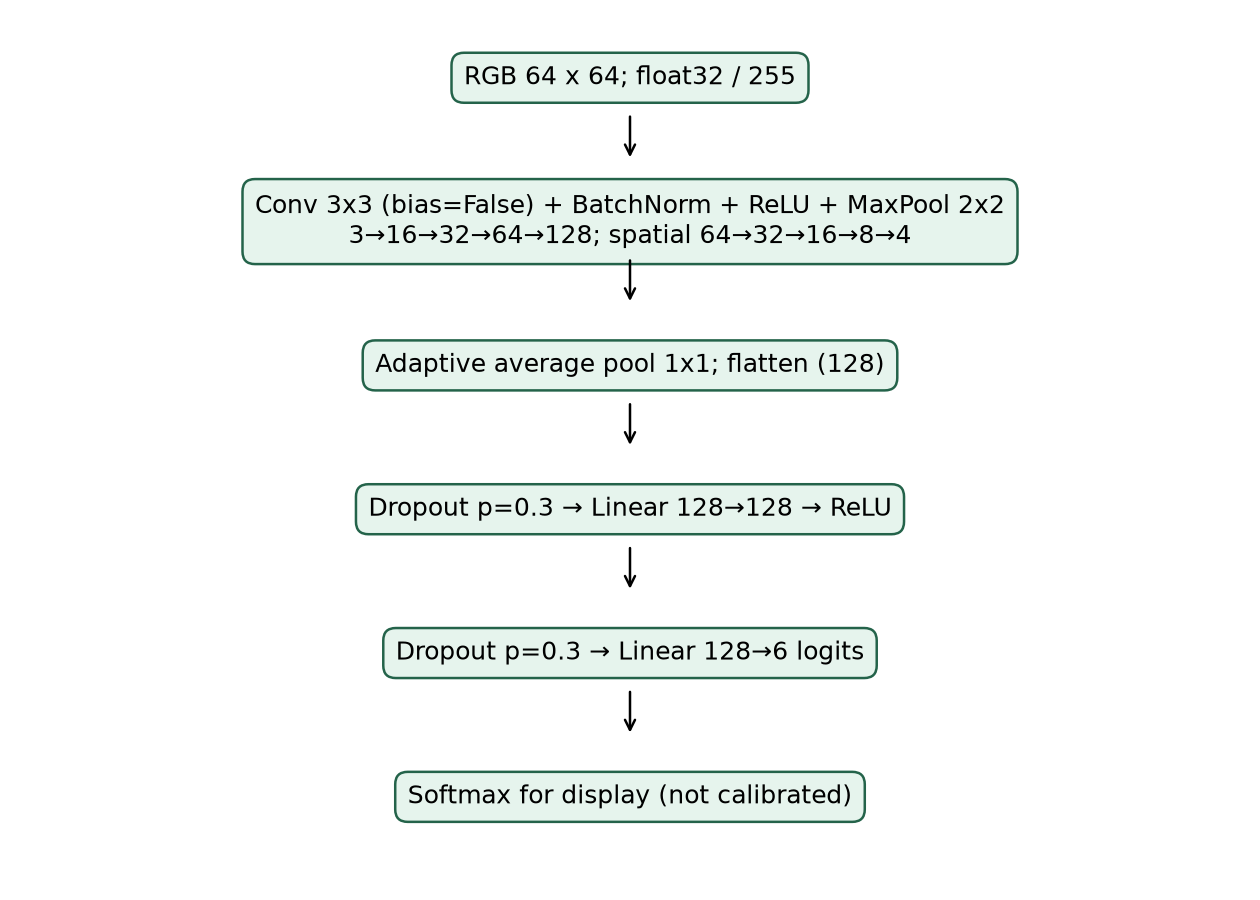 RGB 64 x 64; float32 / 255
Conv 3x3 (bias=False) + BatchNorm + ReLU + MaxPool 2x2
3→16→32→64→128; spatial 64→32→16→8→4
Adaptive average pool 1x1; flatten (128)
Dropout p=0.3 → Linear 128→128 → ReLU
Dropout p=0.3 → Linear 128→6 logits
Softmax for display (not calibrated)